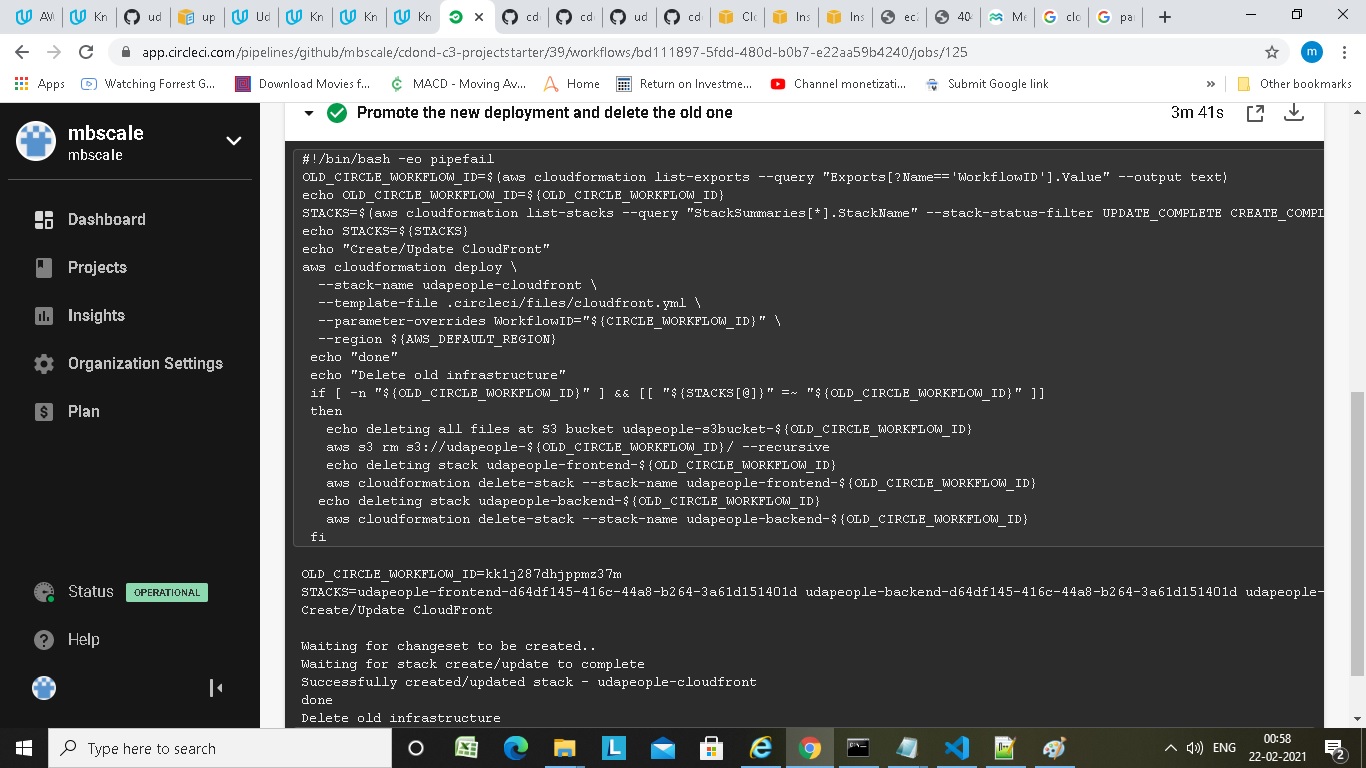 AV
Kn
ud
up
Ud
Kn
Kn
Kn
cd
cd
ud
cd
Clo
Ins
Ins
ec2
404
Me
clo
pa
app.circleci.com/pipelines/github/mbscale/cdond-c3-projectstarter/39/workflows/bd111897-5fdd-480d-b0b7-e22aa59b4240/jobs/125
m
Apps
Watching Forrest G...
Download Movies f...
MACD - Moving Av...
Home
Return on Investme...
Channel monetizati...
Submit Google link
»
Other bookmarks
mbscale
mbscale
Dashboard
Projects
Insights
Organization Settings
Plan
Status OPERATIONAL
Help
Promote the new deployment and delete the old one
3m 41s
#!/bin/bash -eo pipefail
OLD_CIRCLE_WORKFLOW_ID=$(aws cloudformation list-exports --query "Exports[?Name=='WorkflowID'].Value" --output text)
echo OLD_CIRCLE_WORKFLOW_ID=${OLD_CIRCLE_WORKFLOW_ID}
STACKS=$(aws cloudformation list-stacks --query "StackSummaries[*].StackName" --stack-status-filter UPDATE_COMPLETE CREATE_COMPL
echo STACKS=${STACKS}
echo "Create/Update CloudFront"
aws cloudformation deploy \
--stack-name udapeople-cloudfront \
--template-file .circleci/files/cloudfront.yml \
--parameter-overrides WorkflowID="${CIRCLE_WORKFLOW_ID}" \
--region ${AWS_DEFAULT_REGION}
echo "done"
echo "Delete old infrastructure"
if [ -n "${OLD_CIRCLE_WORKFLOW_ID}" ] && [[ "${STACKS[@]}" =~ "${OLD_CIRCLE_WORKFLOW_ID}" ]]
then
echo deleting all files at S3 bucket udapeople-s3bucket-${OLD_CIRCLE_WORKFLOW_ID}
aws s3 rm s3://udapeople-${OLD_CIRCLE_WORKFLOW_ID}/ --recursive
echo deleting stack udapeople-frontend-${OLD_CIRCLE_WORKFLOW_ID}
aws cloudformation delete-stack --stack-name udapeople-frontend-${OLD_CIRCLE_WORKFLOW_ID}
echo deleting stack udapeople-backend-${OLD_CIRCLE_WORKFLOW_ID}
aws cloudformation delete-stack --stack-name udapeople-backend-${OLD_CIRCLE_WORKFLOW_ID}
fi
OLD_CIRCLE_WORKFLOW_ID=kk1j287dhjppmz37m
STACKS=udapeople-frontend-d64df145-416c-44a8-b264-3a61d151401d udapeople-backend-d64df145-416c-44a8-b264-3a61d151401d udapeople-
Create/Update CloudFront
Waiting for changeset to be created..
Waiting for stack create/update to complete
Successfully created/updated stack - udapeople-cloudfront
done
Delete old infrastructure
Type here to search
ENG
00:58
22-02-2021
2